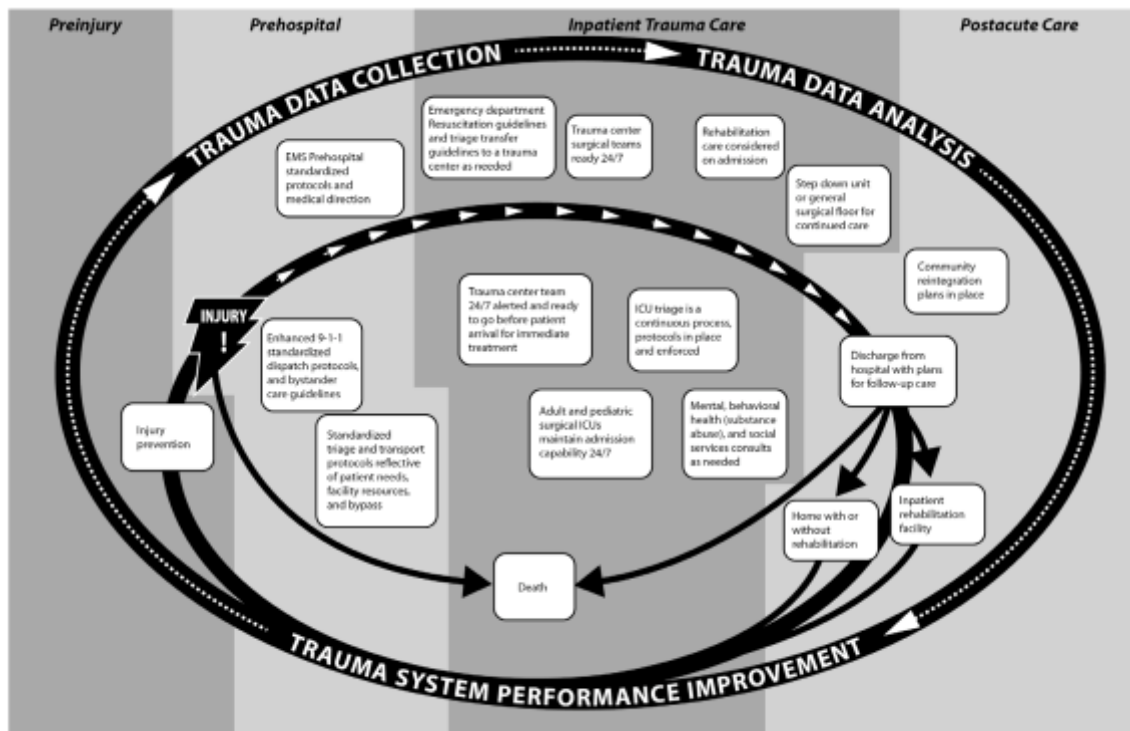 Preinjury
Prehospital
Inpatient Trauma Care
Postacute Care
TRAUMA DATA COLLECTION
TRAUMA DATA ANALYSIS
Emergency department
Resuscitation guidelines
and triage transfer
guidelines to a trauma
center as needed
Trauma center
surgical teams
ready 24/7
Rehabilitation
care considered
on admission
EMS Prehospital
standardized
protocols and
medical direction
Step down unit
or general
surgical floor for
continued care
Community
reintegration
plans in place
Trauma center team
24/7 alerted and ready
to go before patient
arrival for immediate
treatment
ICU triage is a
continuous process,
protocols in place
and enforced
INJURY
!
Enhanced 9-1-1
standardized
dispatch protocols,
and bystander
care guidelines
Discharge from
hospital with plans
for follow-up care
Injury
prevention
Standardized
triage and transport
protocols reflective
of patient needs,
facility resources,
and bypass
Adult and pediatric
surgical ICUs
maintain admission
capability 24/7
Mental, behavioral
health (substance
abuse), and social
services consults
as needed
Home with or
without
rehabilitation
Inpatient
rehabilitation
facility
Death
TRAUMA SYSTEM PERFORMANCE IMPROVEMENT